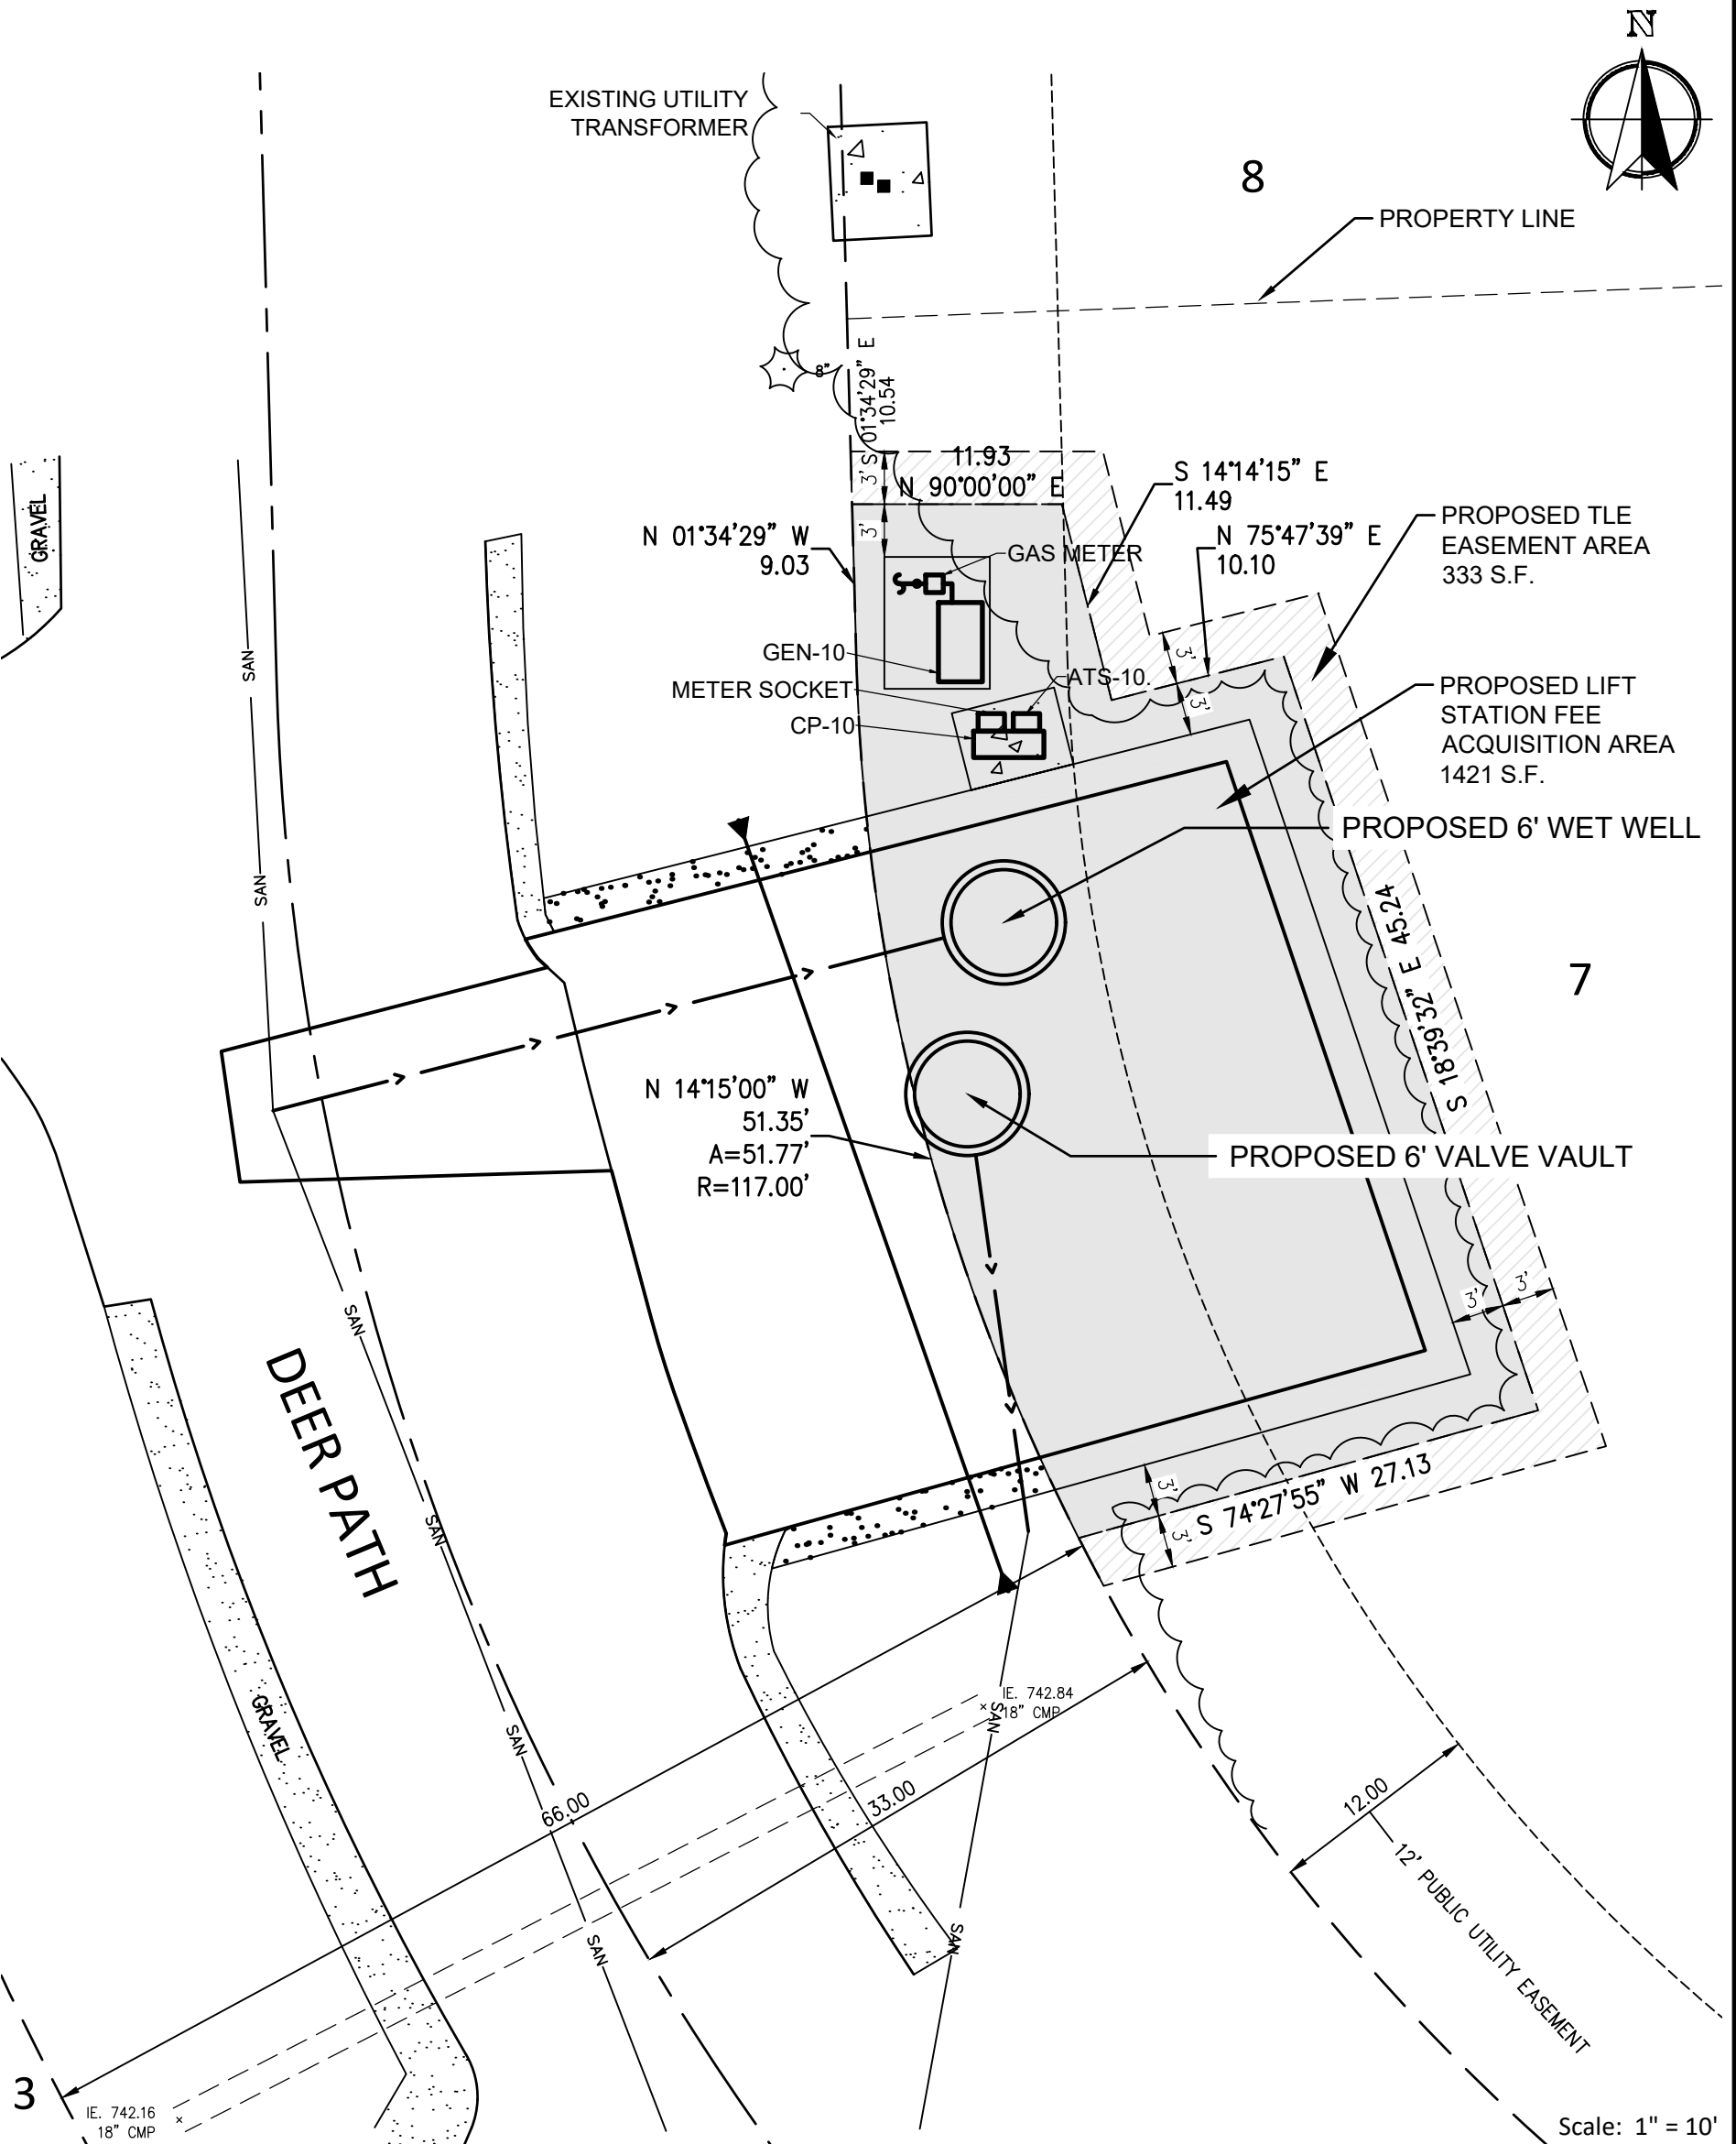 N
EXISTING UTILITY
TRANSFORMER
8
PROPERTY LINE
8"
S 01°34'29" E
10.54
3'
11.93
N 90°00'00" E
S 14°14'15" E
11.49
N 75°47'39" E
10.10
PROPOSED TLE
EASEMENT AREA
333 S.F.
GRAVEL
N 01°34'29" W
9.03
3'
GAS METER
SAN
GEN-10
METER SOCKET
CP-10
ATS-10.
3'
3'
PROPOSED LIFT
STATION FEE
ACQUISITION AREA
1421 S.F.
PROPOSED 6' WET WELL
SAN
S 18°39'32" E 45.24
7
N 14°15'00" W
51.35'
A=51.77'
R=117.00'
PROPOSED 6' VALVE VAULT
3'
3'
SAN
DEER PATH
SAN
3'
3'
S 74°27'55" W 27.13
GRAVEL
SAN
IE. 742.84
18" CMP
SAN
66.00
33.00
12.00
12' PUBLIC UTILITY EASEMENT
SAN
SAN
3
IE. 742.16
18" CMP
Scale: 1" = 10'